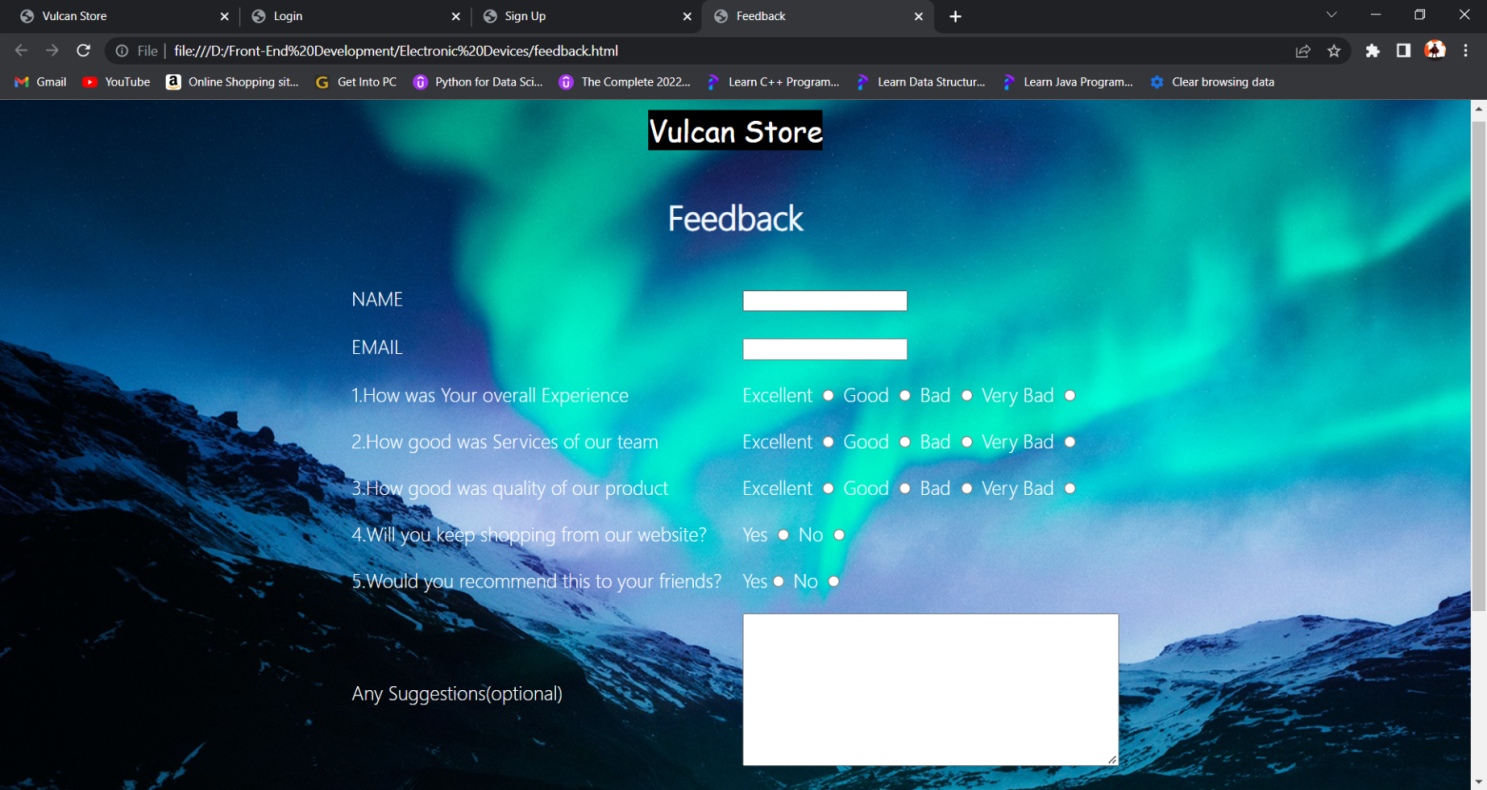 Vulcan Store Login Sign Up Feedback
File file:///D:/Front-End%20Development/Electronic%20Devices/feedback.html
Gmail YouTube Online Shopping sit... Get Into PC Python for Data Sci... The Complete 2022... Learn C++ Program... Learn Data Structur... Learn Java Program... Clear browsing data
Vulcan Store
Feedback
NAME
EMAIL
1.How was Your overall Experience Excellent Good Bad Very Bad
2.How good was Services of our team Excellent Good Bad Very Bad
3.How good was quality of our product Excellent Good Bad Very Bad
4.Will you keep shopping from our website? Yes No
5.Would you recommend this to your friends? Yes No
Any Suggestions(optional)